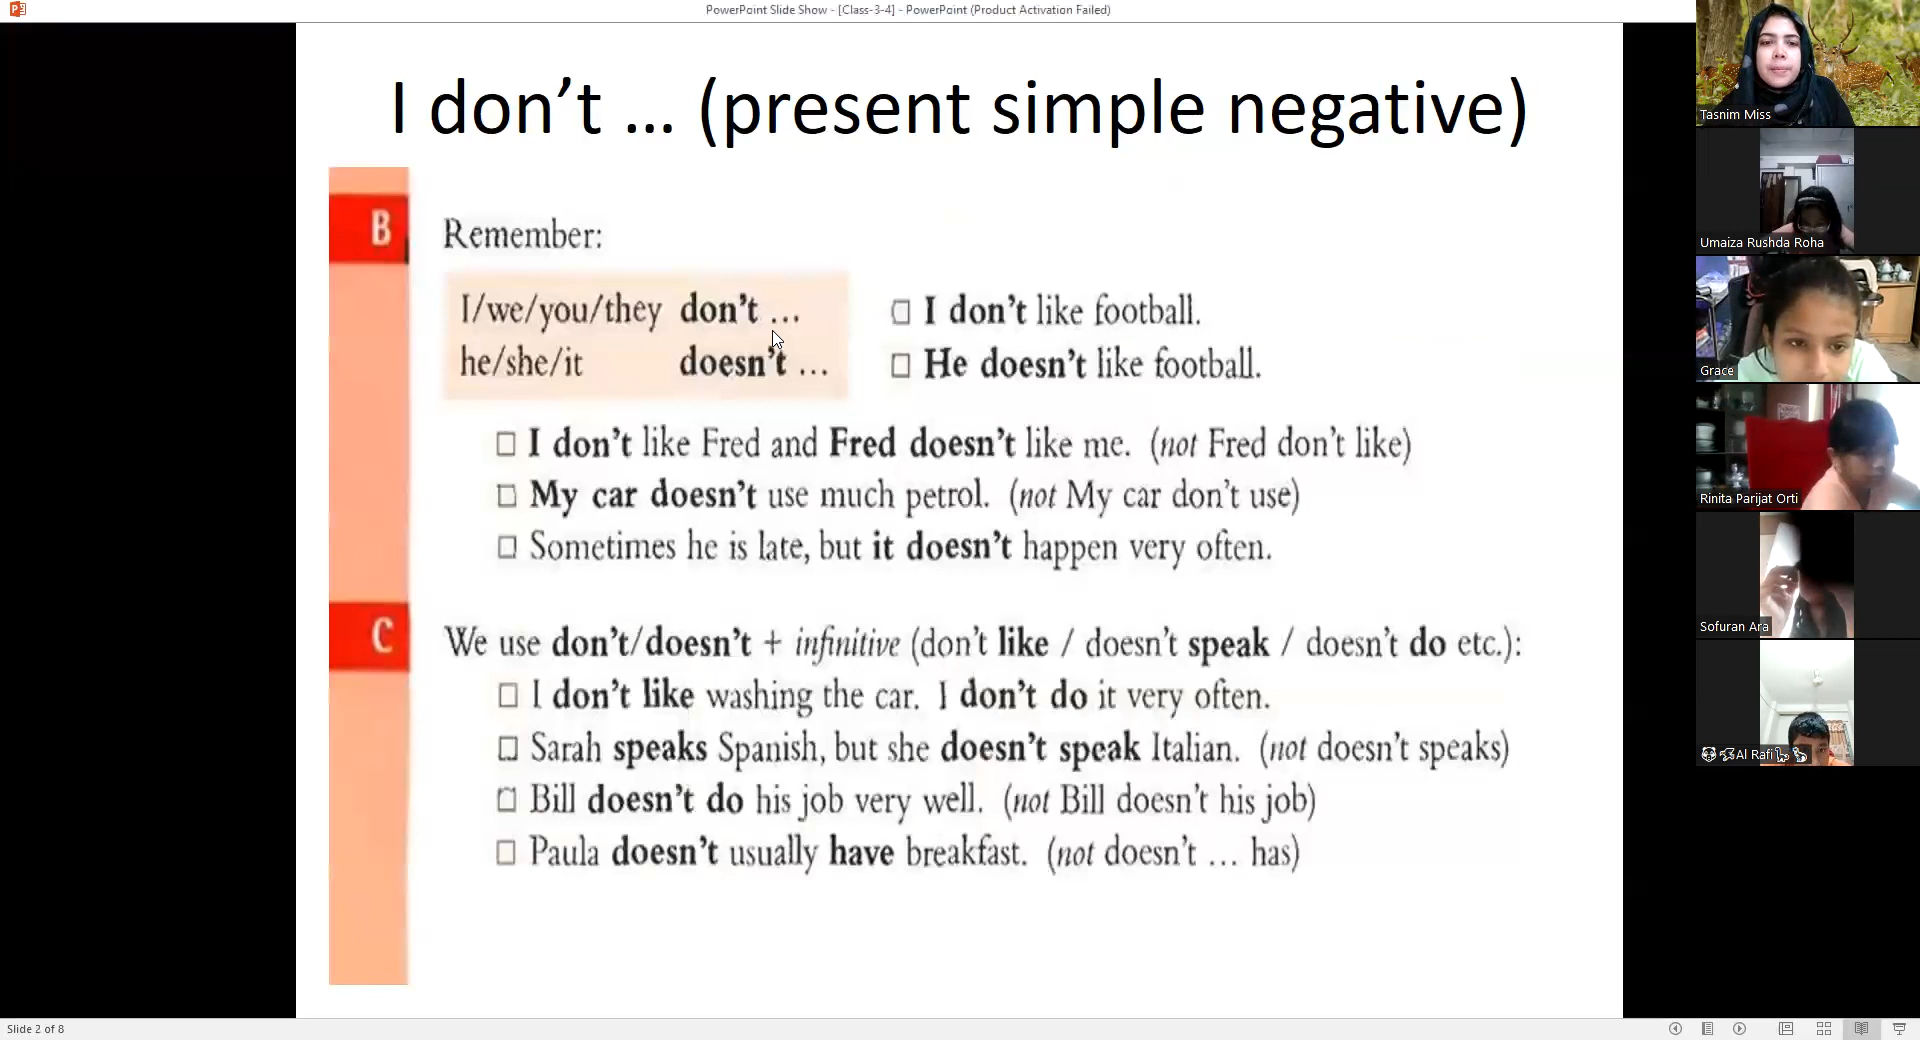 PowerPoint Slide Show - [Class-3-4] - PowerPoint (Product Activation Failed)
I don’t ... (present simple negative)
B
Remember:
I/we/you/they don’t ...
he/she/it doesn’t ...
I don’t like football.
He doesn’t like football.
I don’t like Fred and Fred doesn’t like me. (not Fred don’t like)
My car doesn’t use much petrol. (not My car don’t use)
Sometimes he is late, but it doesn’t happen very often.
C
We use don’t/doesn’t + infinitive (don’t like / doesn’t speak / doesn’t do etc.):
I don’t like washing the car. I don’t do it very often.
Sarah speaks Spanish, but she doesn’t speak Italian. (not doesn’t speaks)
Bill doesn’t do his job very well. (not Bill doesn’t his job)
Paula doesn’t usually have breakfast. (not doesn’t ... has)
Tasnim Miss
Umaiza Rushda Roha
Grace
Rinita Parijat Orti
Sofuran Ara
Al Rafi
Slide 2 of 8